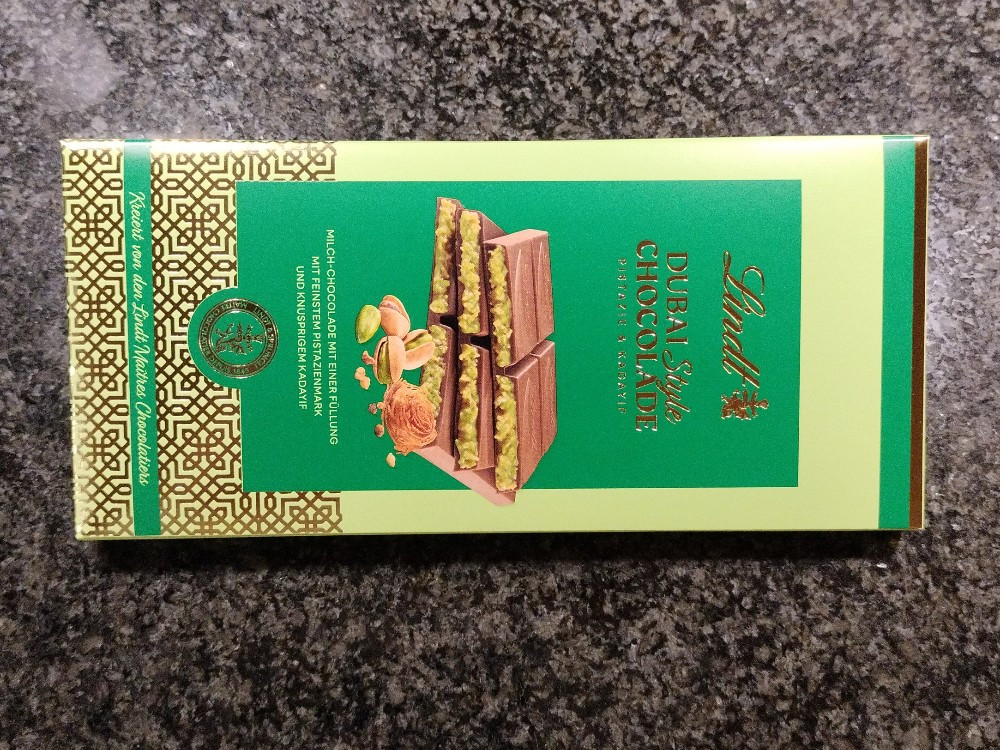 Lindt
DUBAI Style
CHOCOLADE
PISTAZIE & KADAYIF
MILCH-CHOCOLADE MIT EINER FÜLLUNG
MIT FEINSTEM PISTAZIENMARK
UND KNUSPRIGEM KADAYIF
Kreiert von den Lindt Maîtres Chocolatiers